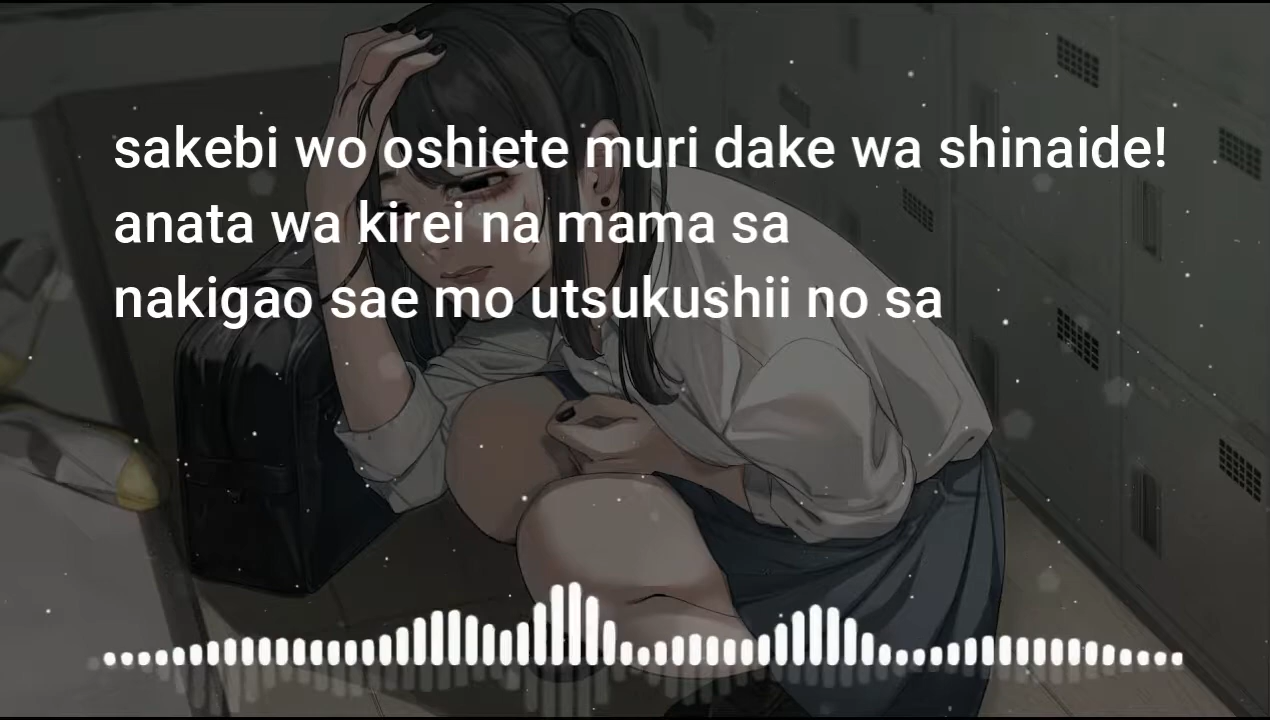 sakebi wo oshiete muri dake wa shinaide!
anata wa kirei na mama sa
nakigao sae mo utsukushii no sa